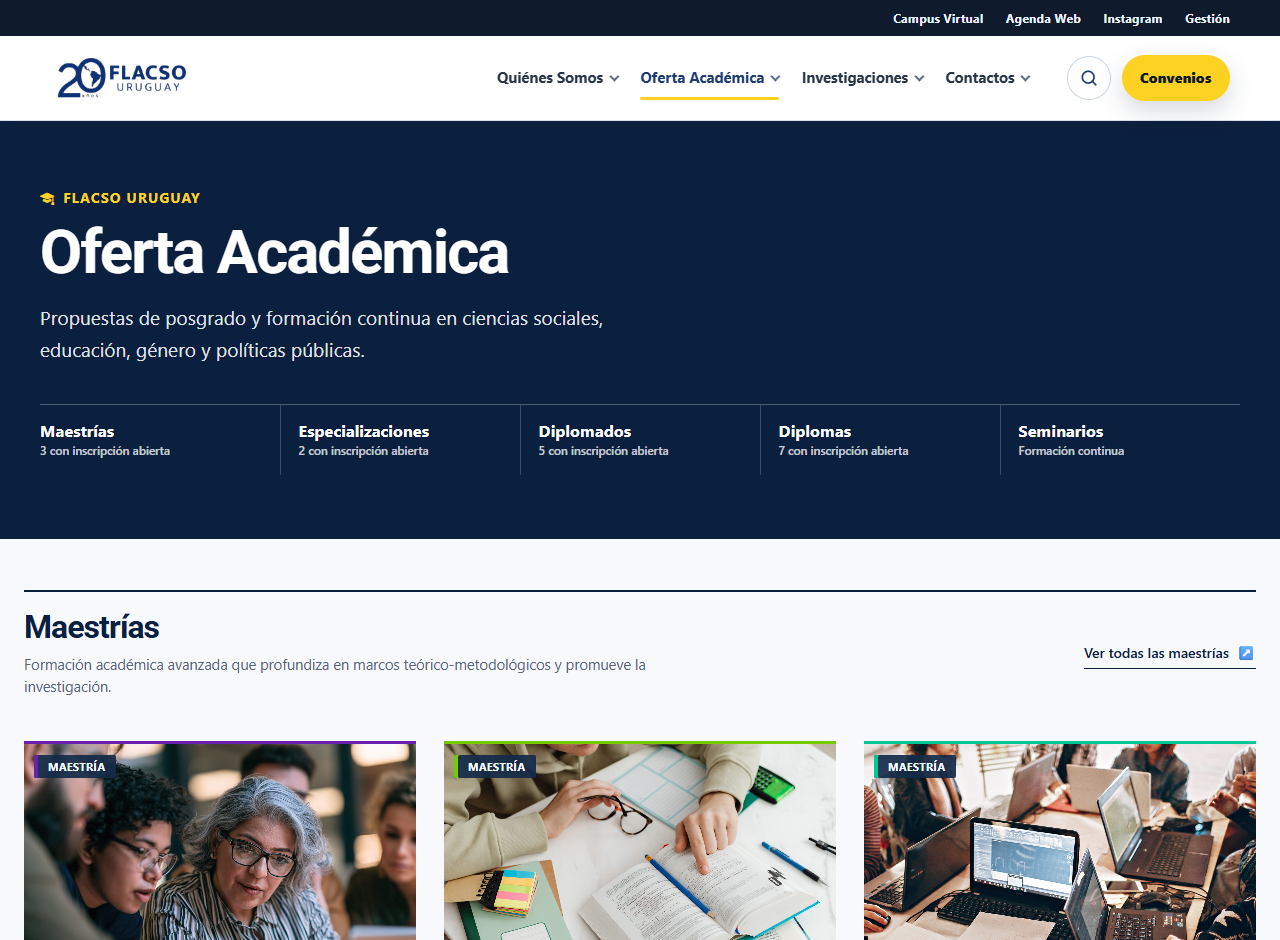 Campus Virtual Agenda Web Instagram Gestión
20 años FLACSO URUGUAY
Quiénes Somos Oferta Académica Investigaciones Contactos Convenios
FLACSO URUGUAY
Oferta Académica
Propuestas de posgrado y formación continua en ciencias sociales,
educación, género y políticas públicas.
Maestrías Especializaciones Diplomados Diplomas Seminarios
3 con inscripción abierta 2 con inscripción abierta 5 con inscripción abierta 7 con inscripción abierta Formación continua
Maestrías
Formación académica avanzada que profundiza en marcos teórico-metodológicos y promueve la
investigación.
Ver todas las maestrías
MAESTRÍA MAESTRÍA MAESTRÍA